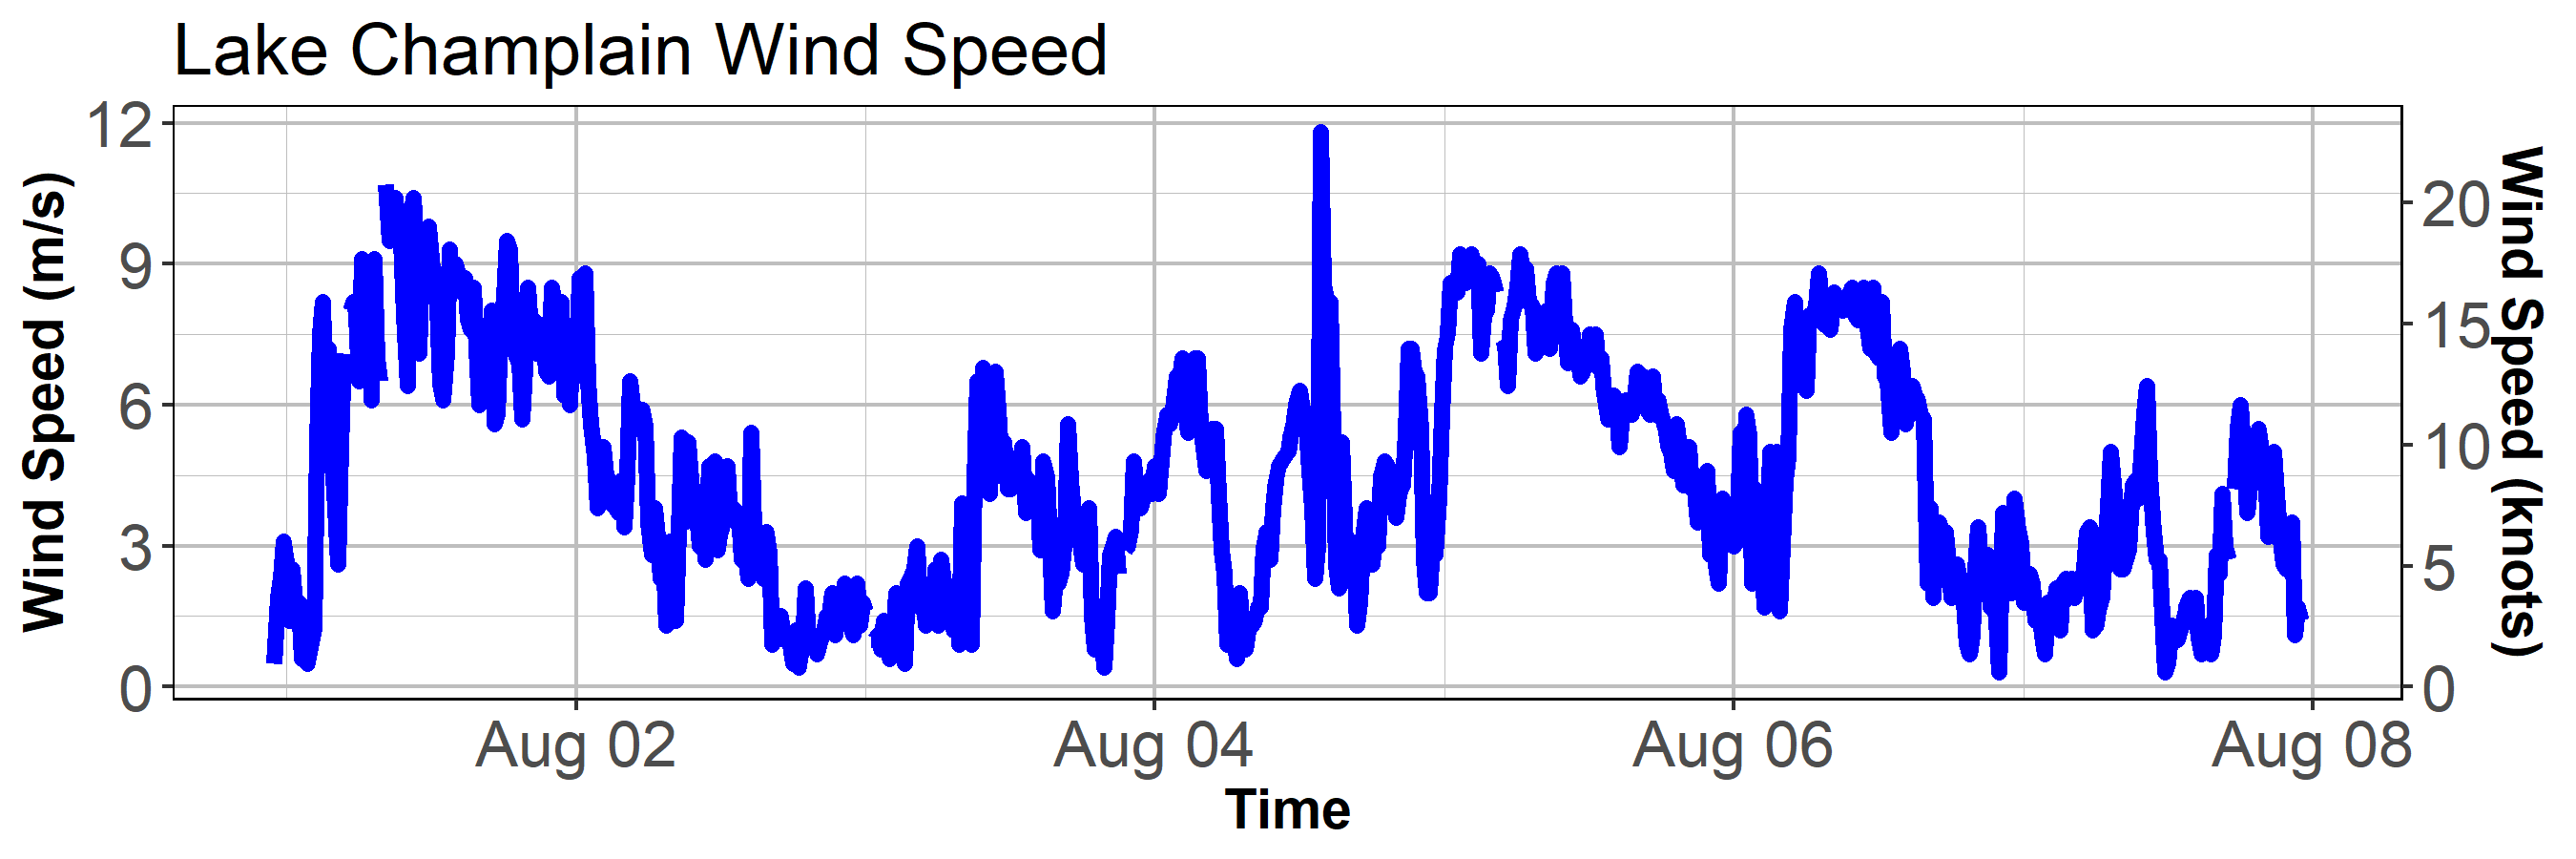 Lake Champlain Wind Speed
12
9
6
3
0
Wind Speed (m/s)
20
15
10
5
0
Wind Speed (knots)
Aug 02
Aug 04
Aug 06
Aug 08
Time